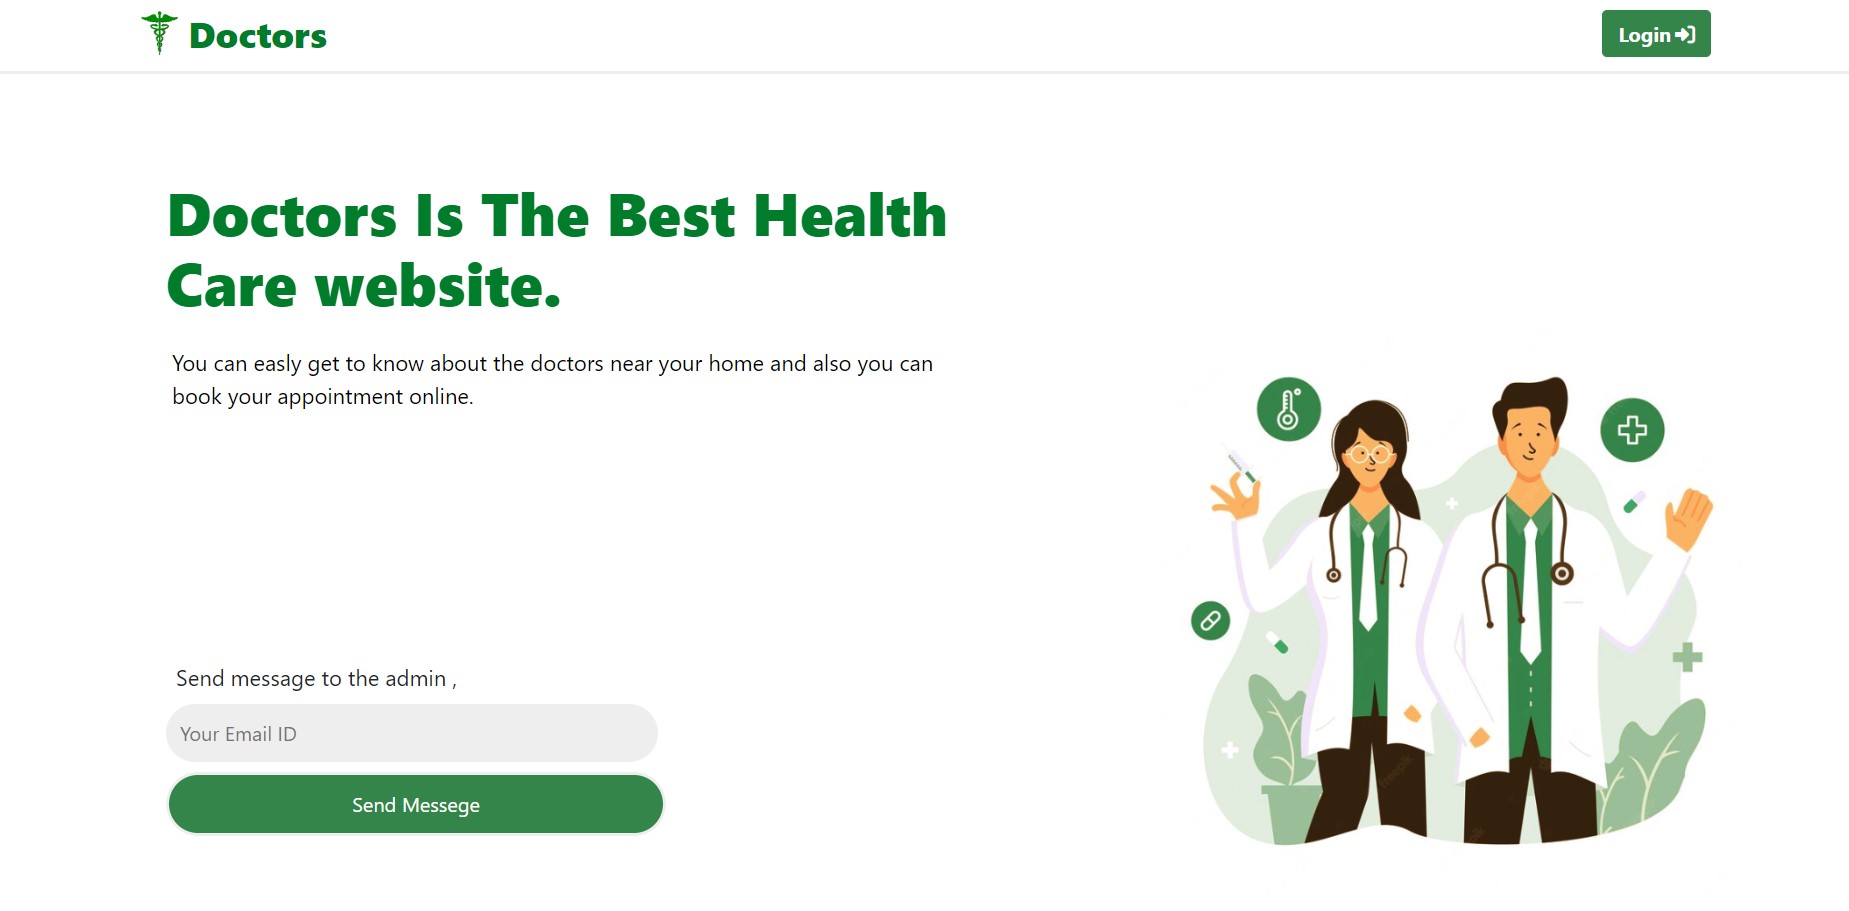 Doctors
Login
Doctors Is The Best Health
Care website.
You can easly get to know about the doctors near your home and also you can
book your appointment online.
Send message to the admin ,
Your Email ID
Send Messege
freepik